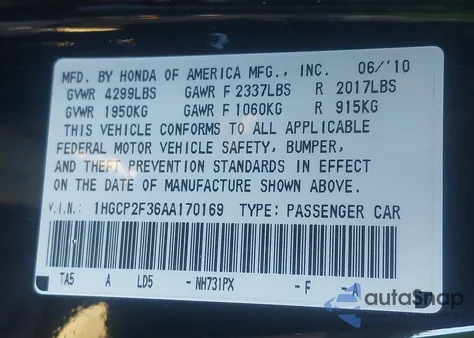 MFD. BY HONDA OF AMERICA MFG., INC. 06/'10
GVWR 4299LBS GAWR F 2337LBS R 2017LBS
GVWR 1950KG GAWR F 1060KG R 915KG
THIS VEHICLE CONFORMS TO ALL APPLICABLE
FEDERAL MOTOR VEHICLE SAFETY, BUMPER,
AND THEFT PREVENTION STANDARDS IN EFFECT
ON THE DATE OF MANUFACTURE SHOWN ABOVE.
V.I.N.: 1HGCP2F36AA170169 TYPE: PASSENGER CAR
TA5 A LD5 - NH731PX - F - A
autoSnap